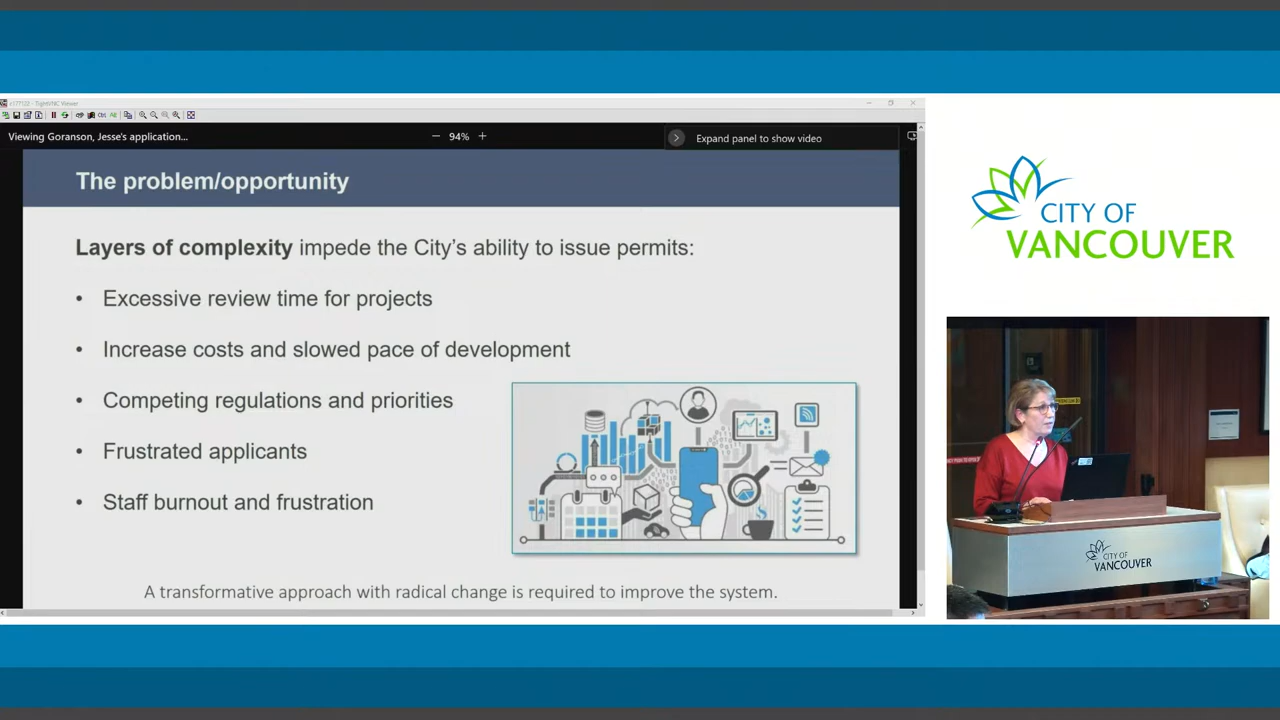 TightVNC Viewer
Viewing Goranson, Jesse's application...
94%
Expand panel to show video
The problem/opportunity
Layers of complexity impede the City's ability to issue permits:
• Excessive review time for projects
• Increase costs and slowed pace of development
• Competing regulations and priorities
• Frustrated applicants
• Staff burnout and frustration
A transformative approach with radical change is required to improve the system.
CITY OF
VANCOUVER
CITY OF
VANCOUVER